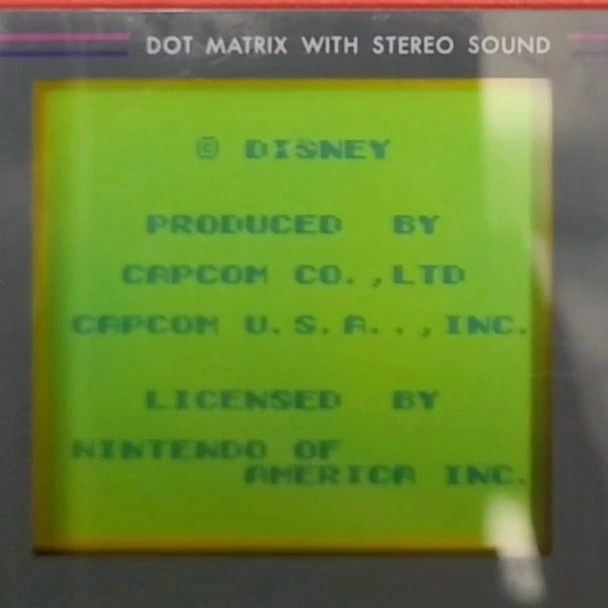 DOT MATRIX WITH STEREO SOUND
© DISNEY
PRODUCED BY
CAPCOM CO.,LTD
CAPCOM U.S.A..,INC.
LICENSED BY
NINTENDO OF
AMERICA INC.